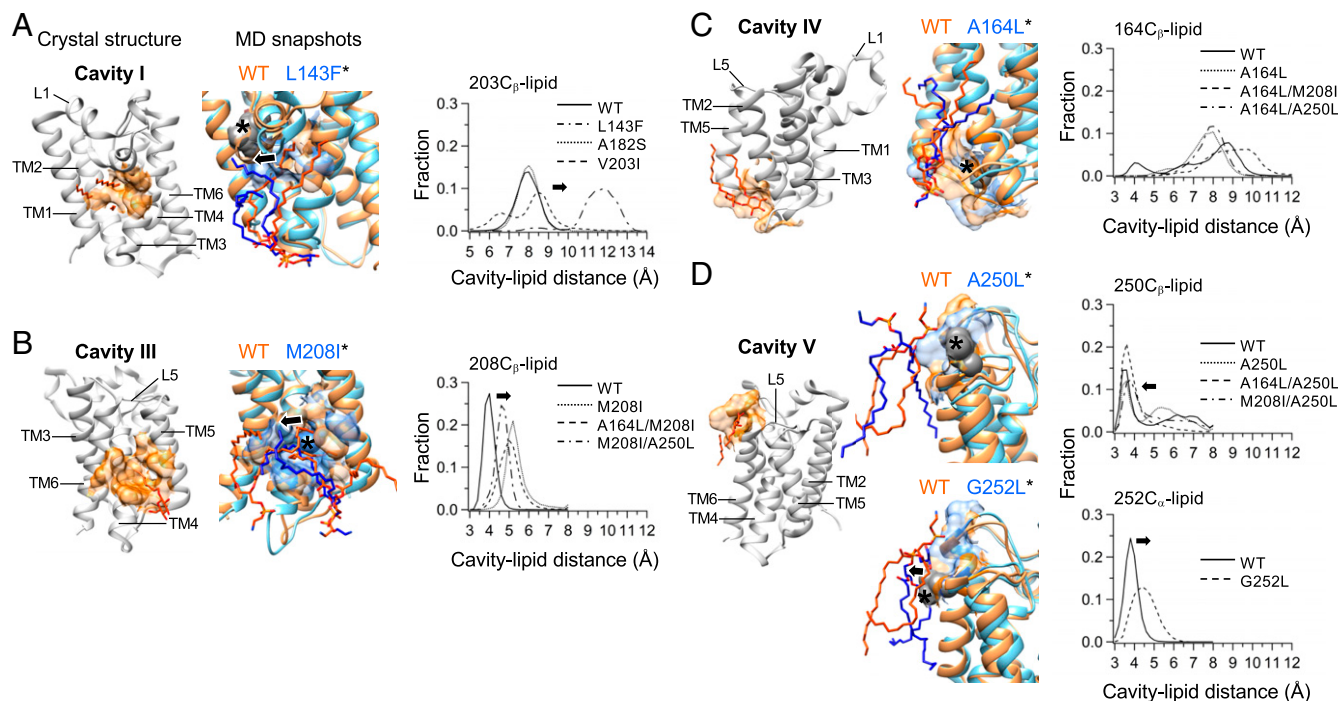 A
Crystal structure
MD snapshots
Cavity I
WT L143F*
L1
TM2
TM1
TM6
TM4
TM3
*
203Cβ-lipid
WT
L143F
A182S
V203I
Fraction
0.3
0.2
0.1
0.0
5 6 7 8 9 10 11 12 13 14
Cavity-lipid distance (Å)
B
Cavity III
WT M208I*
L5
TM3
TM5
TM6
TM4
*
208Cβ-lipid
WT
M208I
A164L/M208I
M208I/A250L
Fraction
0.3
0.2
0.1
0.0
3 4 5 6 7 8 9 10 11 12
Cavity-lipid distance (Å)
C
Cavity IV
WT A164L*
L1
L5
TM2
TM5
TM1
TM3
*
164Cβ-lipid
WT
A164L
A164L/M208I
A164L/A250L
Fraction
0.3
0.2
0.1
0.0
3 4 5 6 7 8 9 10 11 12
Cavity-lipid distance (Å)
D
WT A250L*
*
Cavity V
L5
TM6
TM4
TM2
TM5
WT G252L*
*
250Cβ-lipid
WT
A250L
A164L/A250L
M208I/A250L
0.3
0.2
0.1
0.0
3 4 5 6 7 8 9 10 11 12
Fraction
252Cα-lipid
WT
G252L
0.3
0.2
0.1
0.0
3 4 5 6 7 8 9 10 11 12
Cavity-lipid distance (Å)